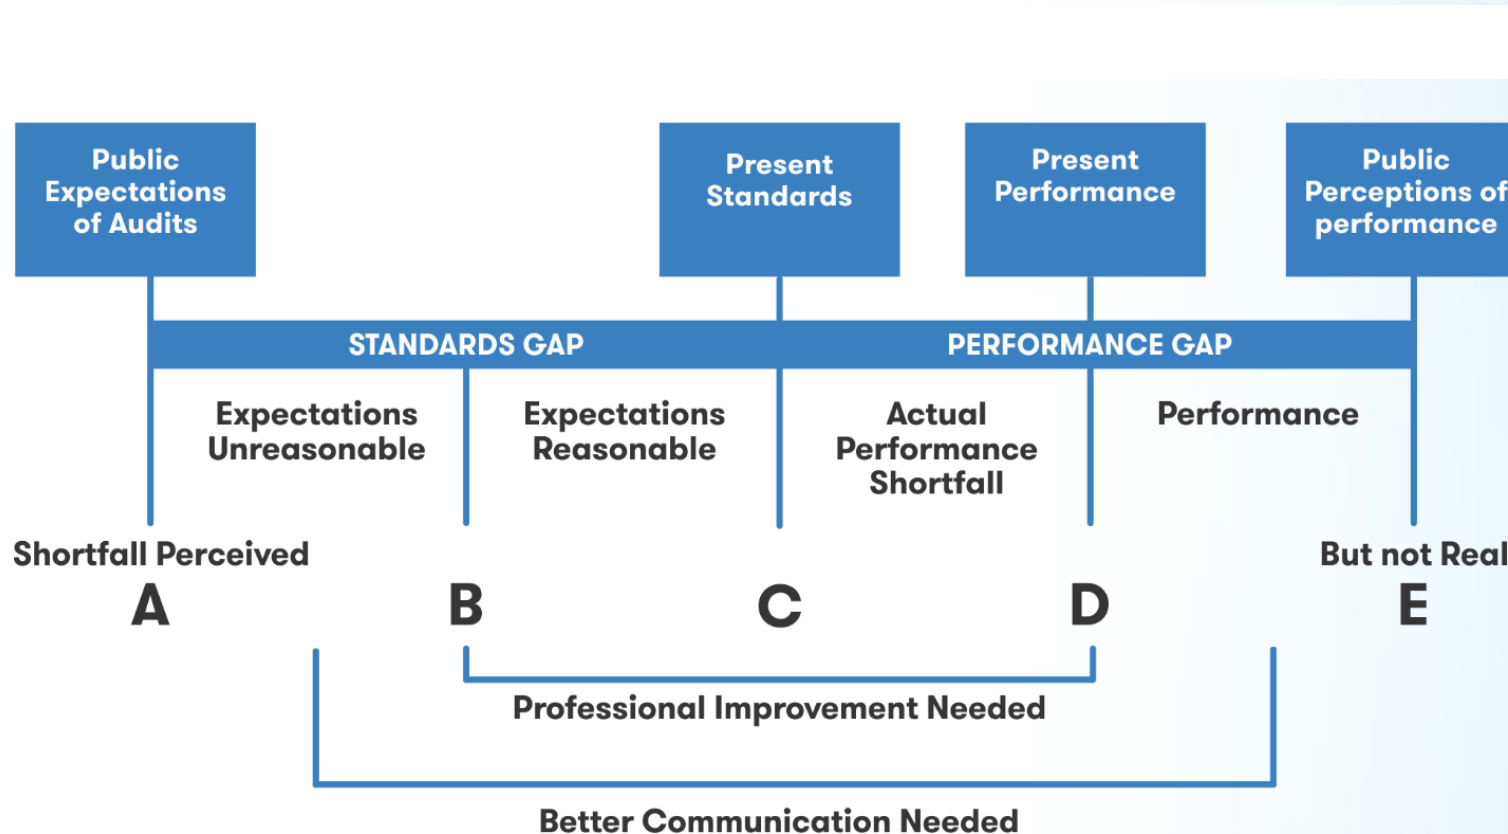 Public
Expectations
of Audits
Present
Standards
Present
Performance
Public
Perceptions of
performance
STANDARDS GAP
PERFORMANCE GAP
Expectations
Unreasonable
Expectations
Reasonable
Actual
Performance
Shortfall
Performance
Shortfall Perceived
But not Real
A
B
C
D
E
Professional Improvement Needed
Better Communication Needed